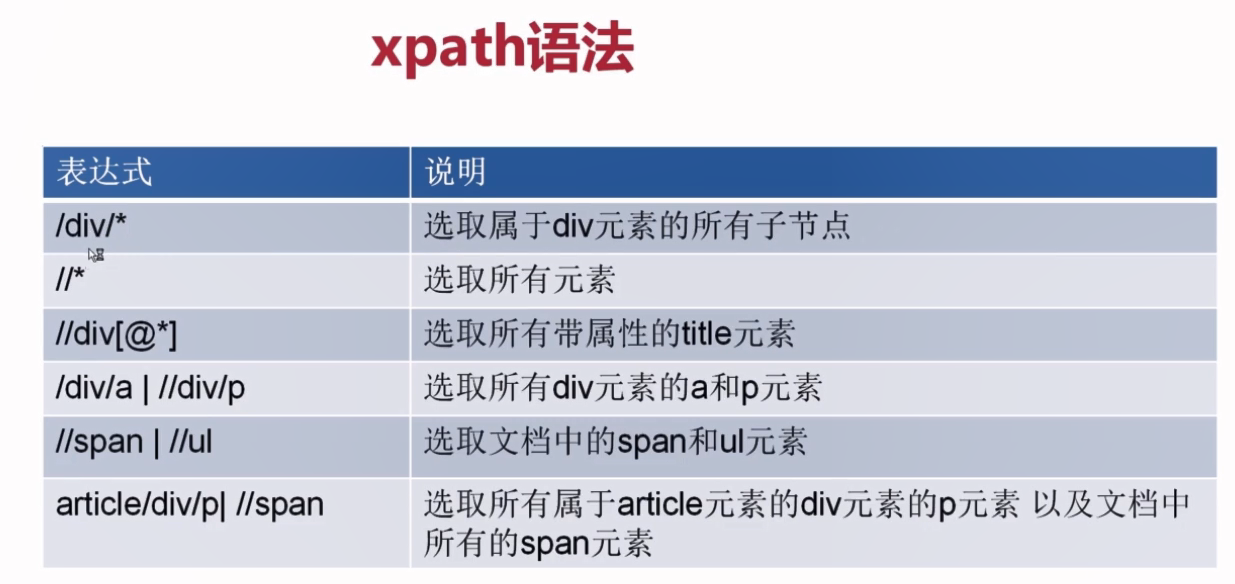 xpath语法
表达式 说明
/div/* 选取属于div元素的所有子节点
//* 选取所有元素
//div[@*] 选取所有带属性的title元素
/div/a | //div/p 选取所有div元素的a和p元素
//span | //ul 选取文档中的span和ul元素
article/div/p| //span 选取所有属于article元素的div元素的p元素 以及文档中
所有的span元素